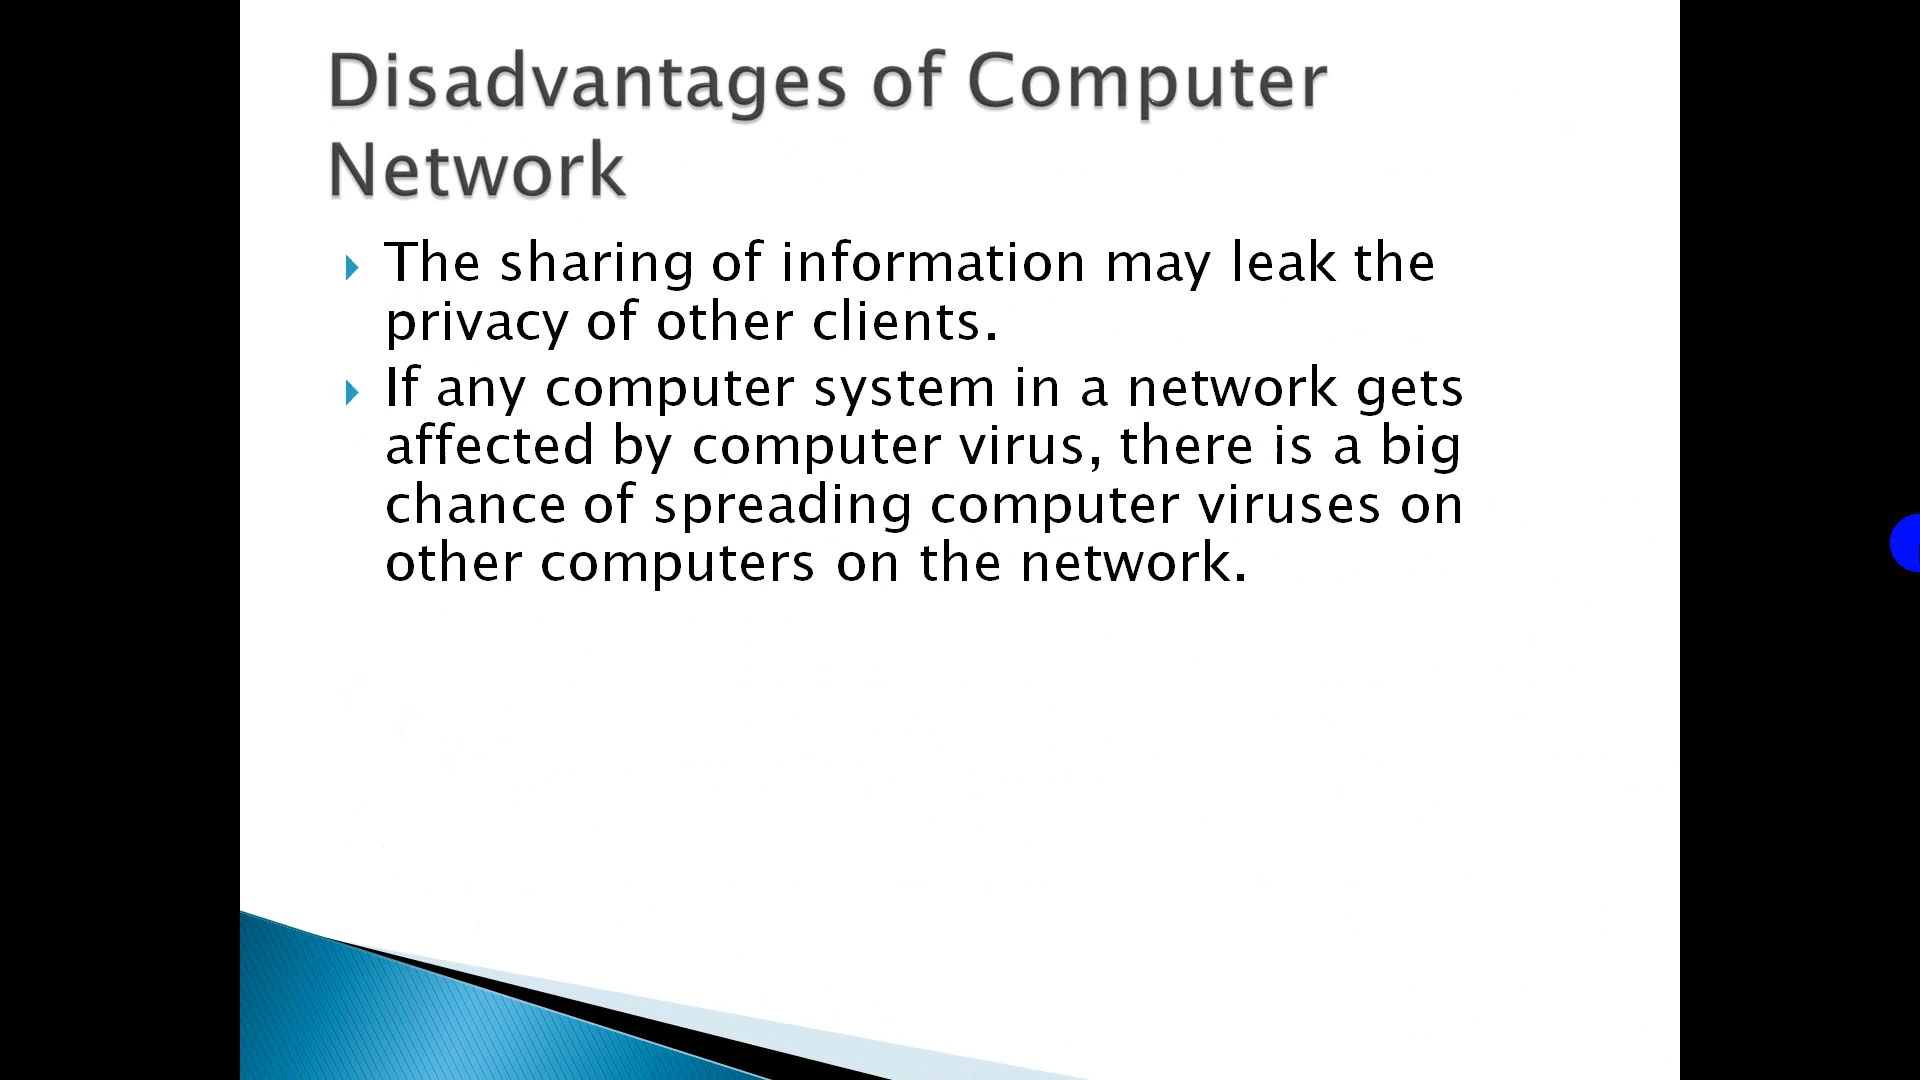 Disadvantages of Computer
Network
The sharing of information may leak the
privacy of other clients.
If any computer system in a network gets
affected by computer virus, there is a big
chance of spreading computer viruses on
other computers on the network.